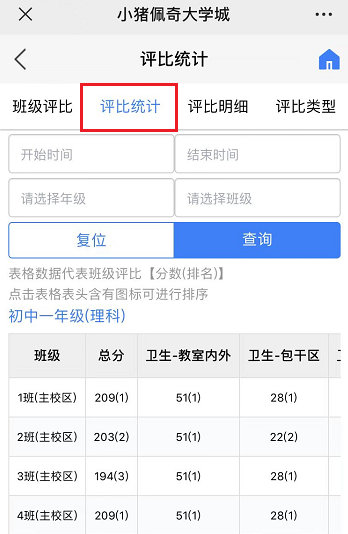 小猪佩奇大学城
评比统计
班级评比 评比统计 评比明细 评比类型
开始时间 结束时间
请选择年级 请选择班级
复位 查询
表格数据代表班级评比【分数(排名)】
点击表格表头含有图标可进行排序
初中一年级(理科)
班级 总分 卫生-教室内外 卫生-包干区
1班(主校区) 209(1) 51(1) 28(1)
2班(主校区) 203(2) 51(1) 22(2)
3班(主校区) 194(3) 51(1) 28(1)
4班(主校区) 209(1) 51(1) 28(1)